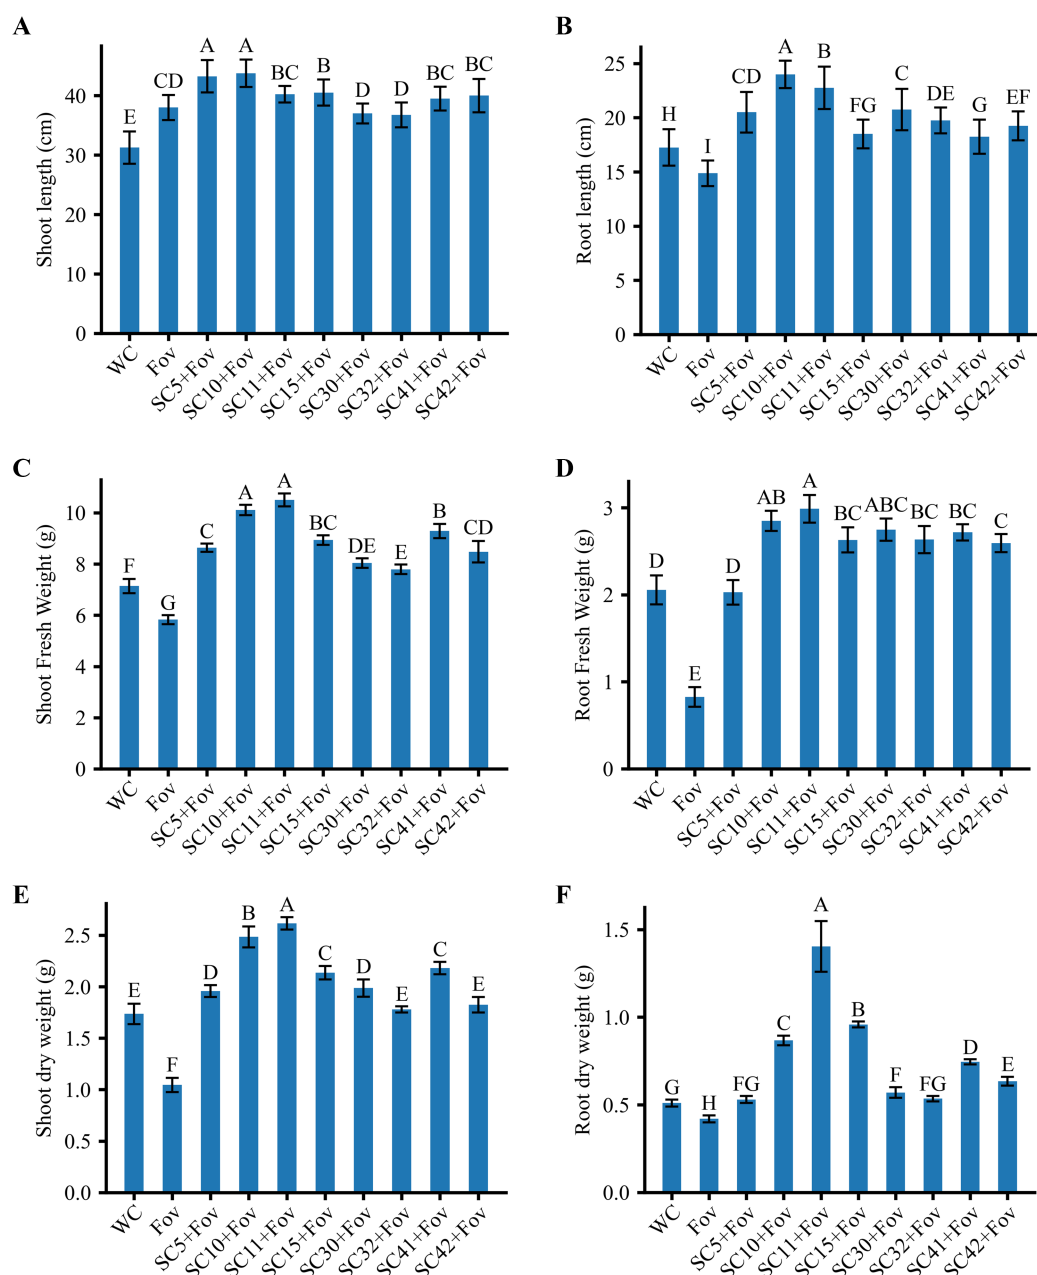 A
Shoot length (cm)
40
30
20
10
0
E
CD
A
A
BC
B
D
D
BC
BC
WC
Fov
SC5+Fov
SC10+Fov
SC11+Fov
SC15+Fov
SC30+Fov
SC32+Fov
SC41+Fov
SC42+Fov
B
Root length (cm)
25
20
15
10
5
0
H
I
CD
A
B
FG
C
DE
G
EF
WC
Fov
SC5+Fov
SC10+Fov
SC11+Fov
SC15+Fov
SC30+Fov
SC32+Fov
SC41+Fov
SC42+Fov
C
Shoot Fresh Weight (g)
10
8
6
4
2
0
F
G
C
A
A
BC
DE
E
B
CD
WC
Fov
SC5+Fov
SC10+Fov
SC11+Fov
SC15+Fov
SC30+Fov
SC32+Fov
SC41+Fov
SC42+Fov
D
Root Fresh Weight (g)
3
2
1
0
D
E
D
AB
A
BC
ABC
BC
BC
C
WC
Fov
SC5+Fov
SC10+Fov
SC11+Fov
SC15+Fov
SC30+Fov
SC32+Fov
SC41+Fov
SC42+Fov
E
Shoot dry weight (g)
2.5
2.0
1.5
1.0
0.5
0.0
E
F
D
B
A
C
D
E
C
E
WC
Fov
SC5+Fov
SC10+Fov
SC11+Fov
SC15+Fov
SC30+Fov
SC32+Fov
SC41+Fov
SC42+Fov
F
Root dry weight (g)
1.5
1.0
0.5
0.0
G
H
FG
C
A
B
F
FG
D
E
WC
Fov
SC5+Fov
SC10+Fov
SC11+Fov
SC15+Fov
SC30+Fov
SC32+Fov
SC41+Fov
SC42+Fov